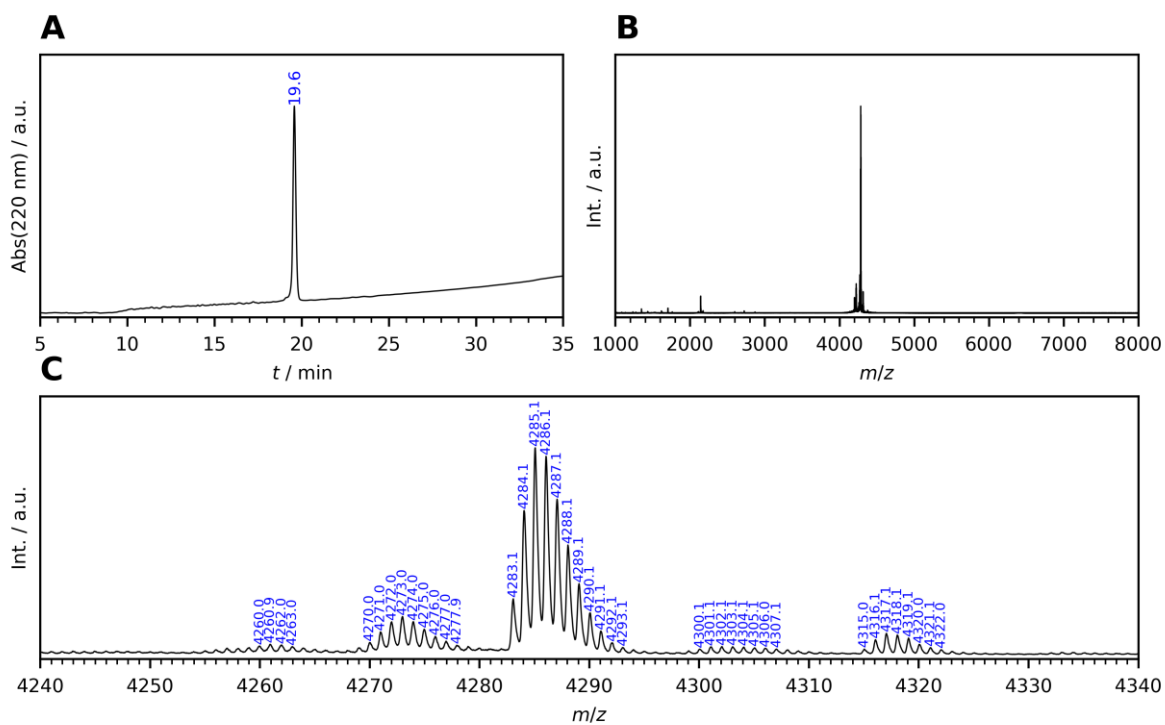 A
B
19.6
Abs(220 nm) / a.u.
Int. / a.u.
5 10 15 20 25 30 35
t / min
1000 2000 3000 4000 5000 6000 7000 8000
m/z
C
Int. / a.u.
4260.0 4260.9 4262.0 4263.0 4270.0 4271.0 4272.0 4273.0 4274.0 4275.0 4276.0 4277.0 4277.9 4283.1 4284.1 4285.1 4286.1 4287.1 4288.1 4289.1 4290.1 4291.1 4292.1 4293.1 4300.1 4301.1 4302.1 4303.1 4304.1 4305.1 4306.0 4307.1 4315.0 4316.1 4317.1 4318.1 4319.1 4320.0 4321.1 4322.0
4240 4250 4260 4270 4280 4290 4300 4310 4320 4330 4340
m/z